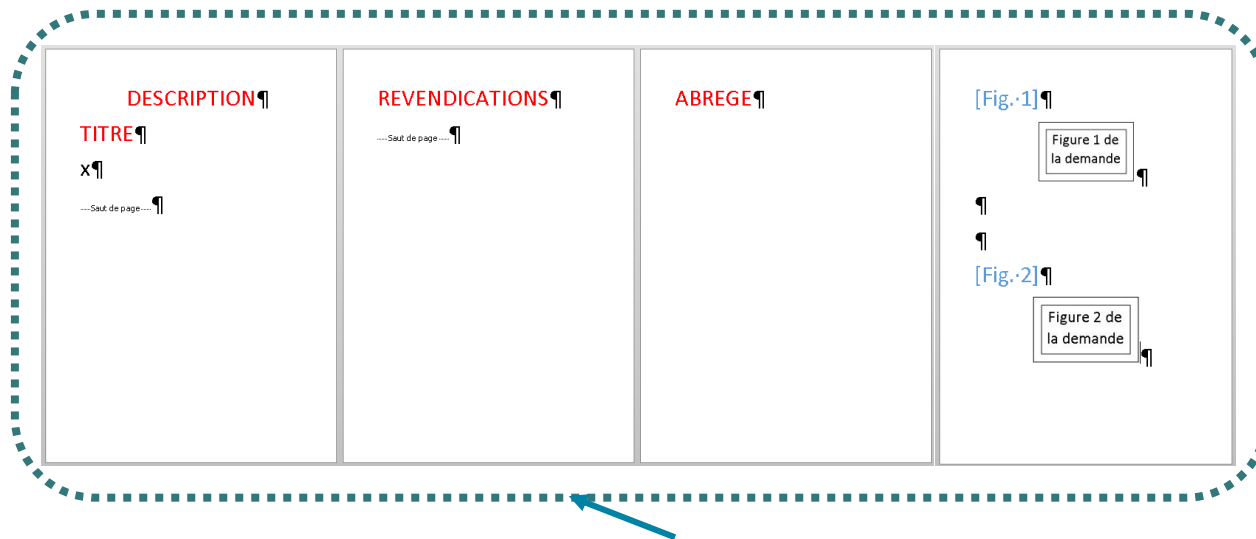 DESCRIPTION¶
TITRE¶
x¶
----Saut de page----¶
REVENDICATIONS¶
----Saut de page----¶
ABREGE¶
[Fig.·1]¶
Figure 1 de
la demande
¶
¶
¶
[Fig.·2]¶
Figure 2 de
la demande
¶